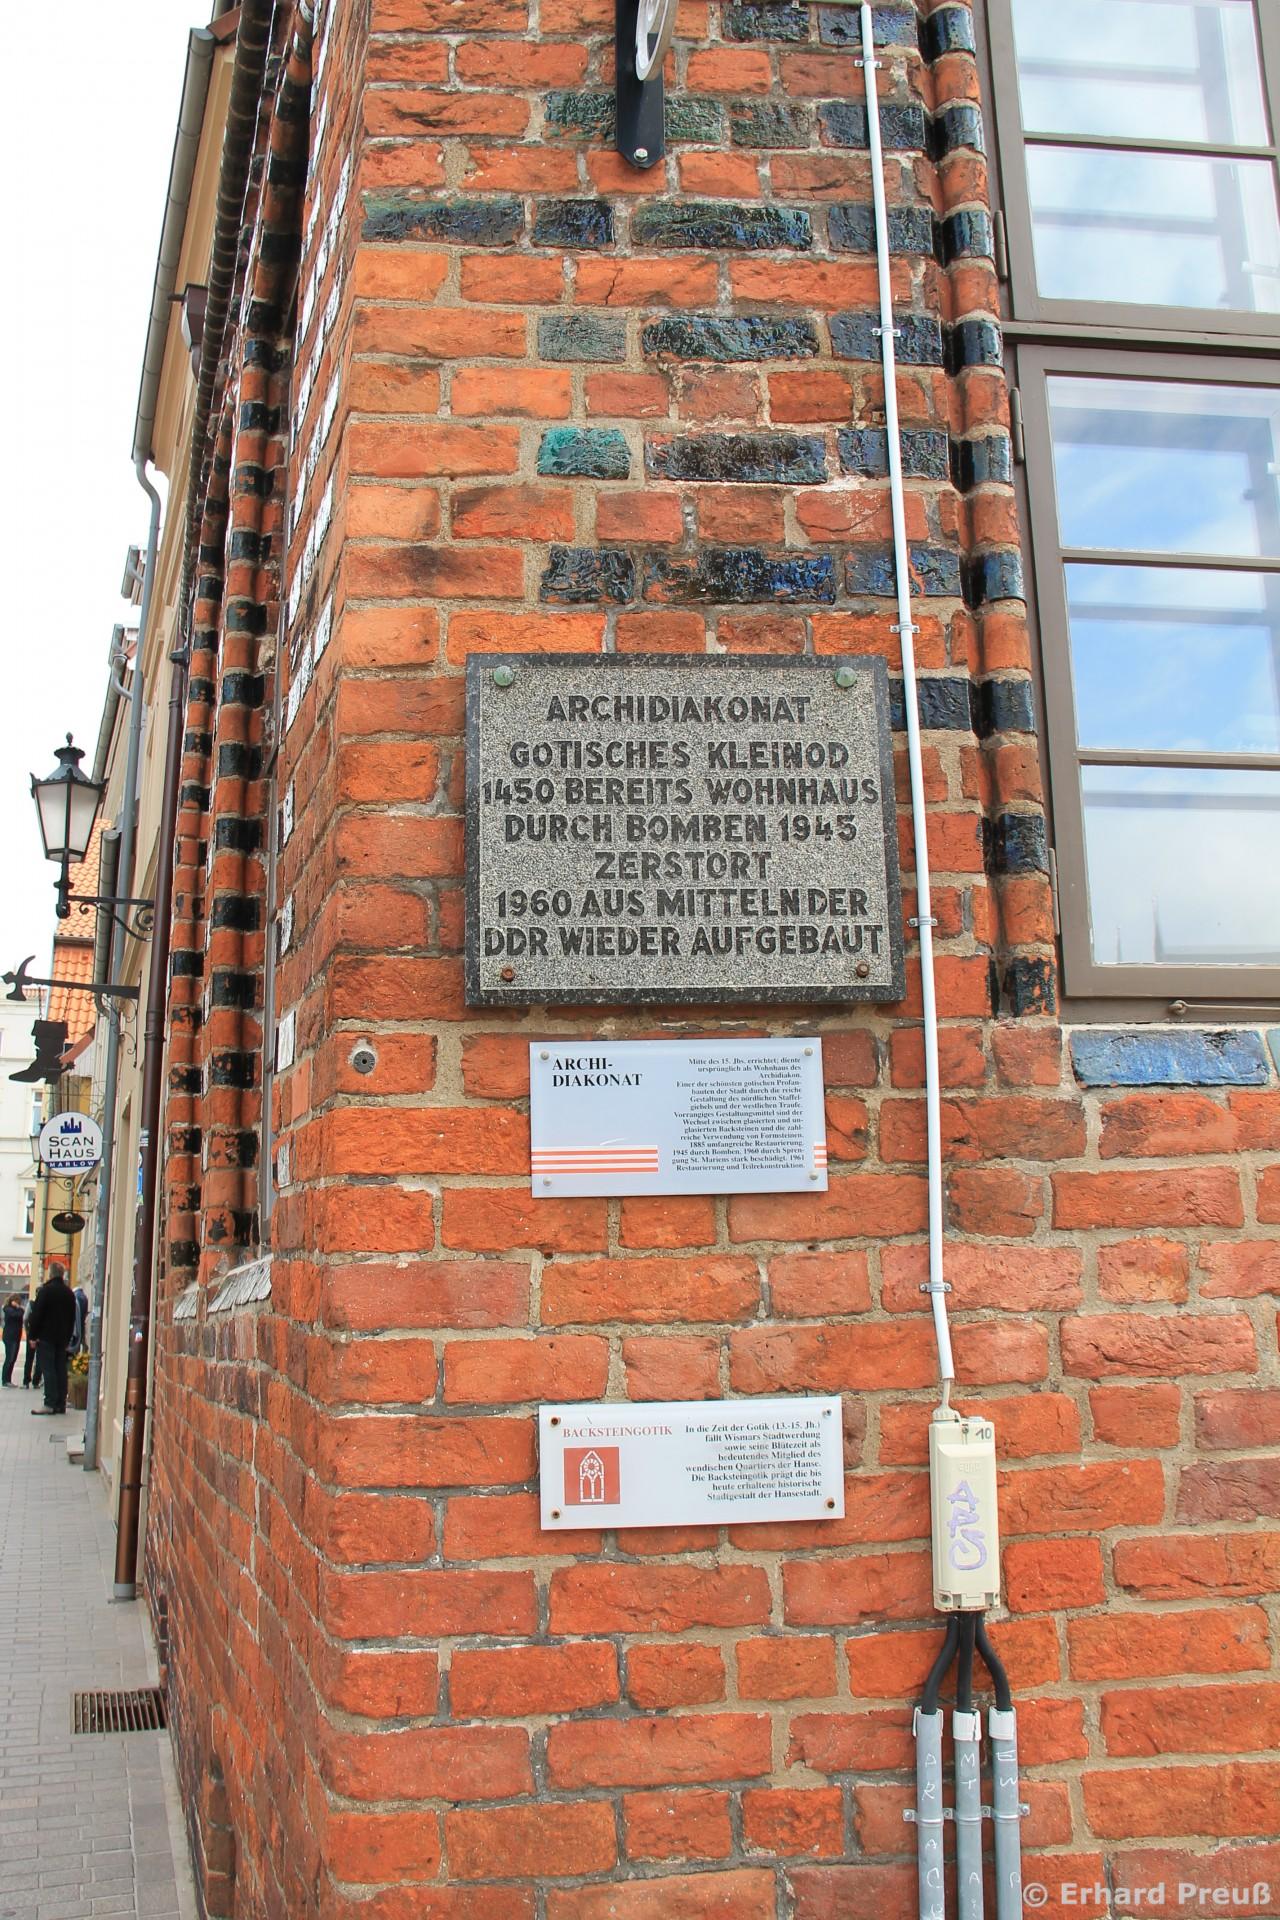 ARCHIDIAKONAT
GOTISCHES KLEINOD
1450 BEREITS WOHNHAUS
DURCH BOMBEN 1945
ZERSTÖRT
1960 AUS MITTELN DER
DDR WIEDER AUFGEBAUT
ARCHI-
DIAKONAT
Mitte des 15. Jhs. errichtet; diente
ursprünglich als Wohnhaus des
Archidiakon.
Einer der schönsten gotischen Profan-
bauten der Stadt durch die reiche
Gestaltung des nördlichen Staffel-
giebels und der westlichen Traufe.
Vorrangiges Gestaltungsmittel sind der
Wechsel zwischen glasierten und un-
glasierten Backsteinen und die zahl-
reiche Verwendung von Formsteinen.
1885 umfangreiche Restaurierung.
1945 durch Bomben, 1960 durch Spren-
gung St. Mariens stark beschädigt. 1961
Restaurierung und Teilrekonstruktion.
BACKSTEINGOTIK
In die Zeit der Gotik (13.-15. Jh.)
fällt Wismars Stadtwerdung
sowie seine Blütezeit als
bedeutendes Mitglied des
wendischen Quartiers der Hanse.
Die Backsteingotik prägt die bis
heute erhaltene historische
Stadtgestalt der Hansestadt.
SCAN
HAUS
MARLOW
SSM
10
APS
© Erhard Preuß